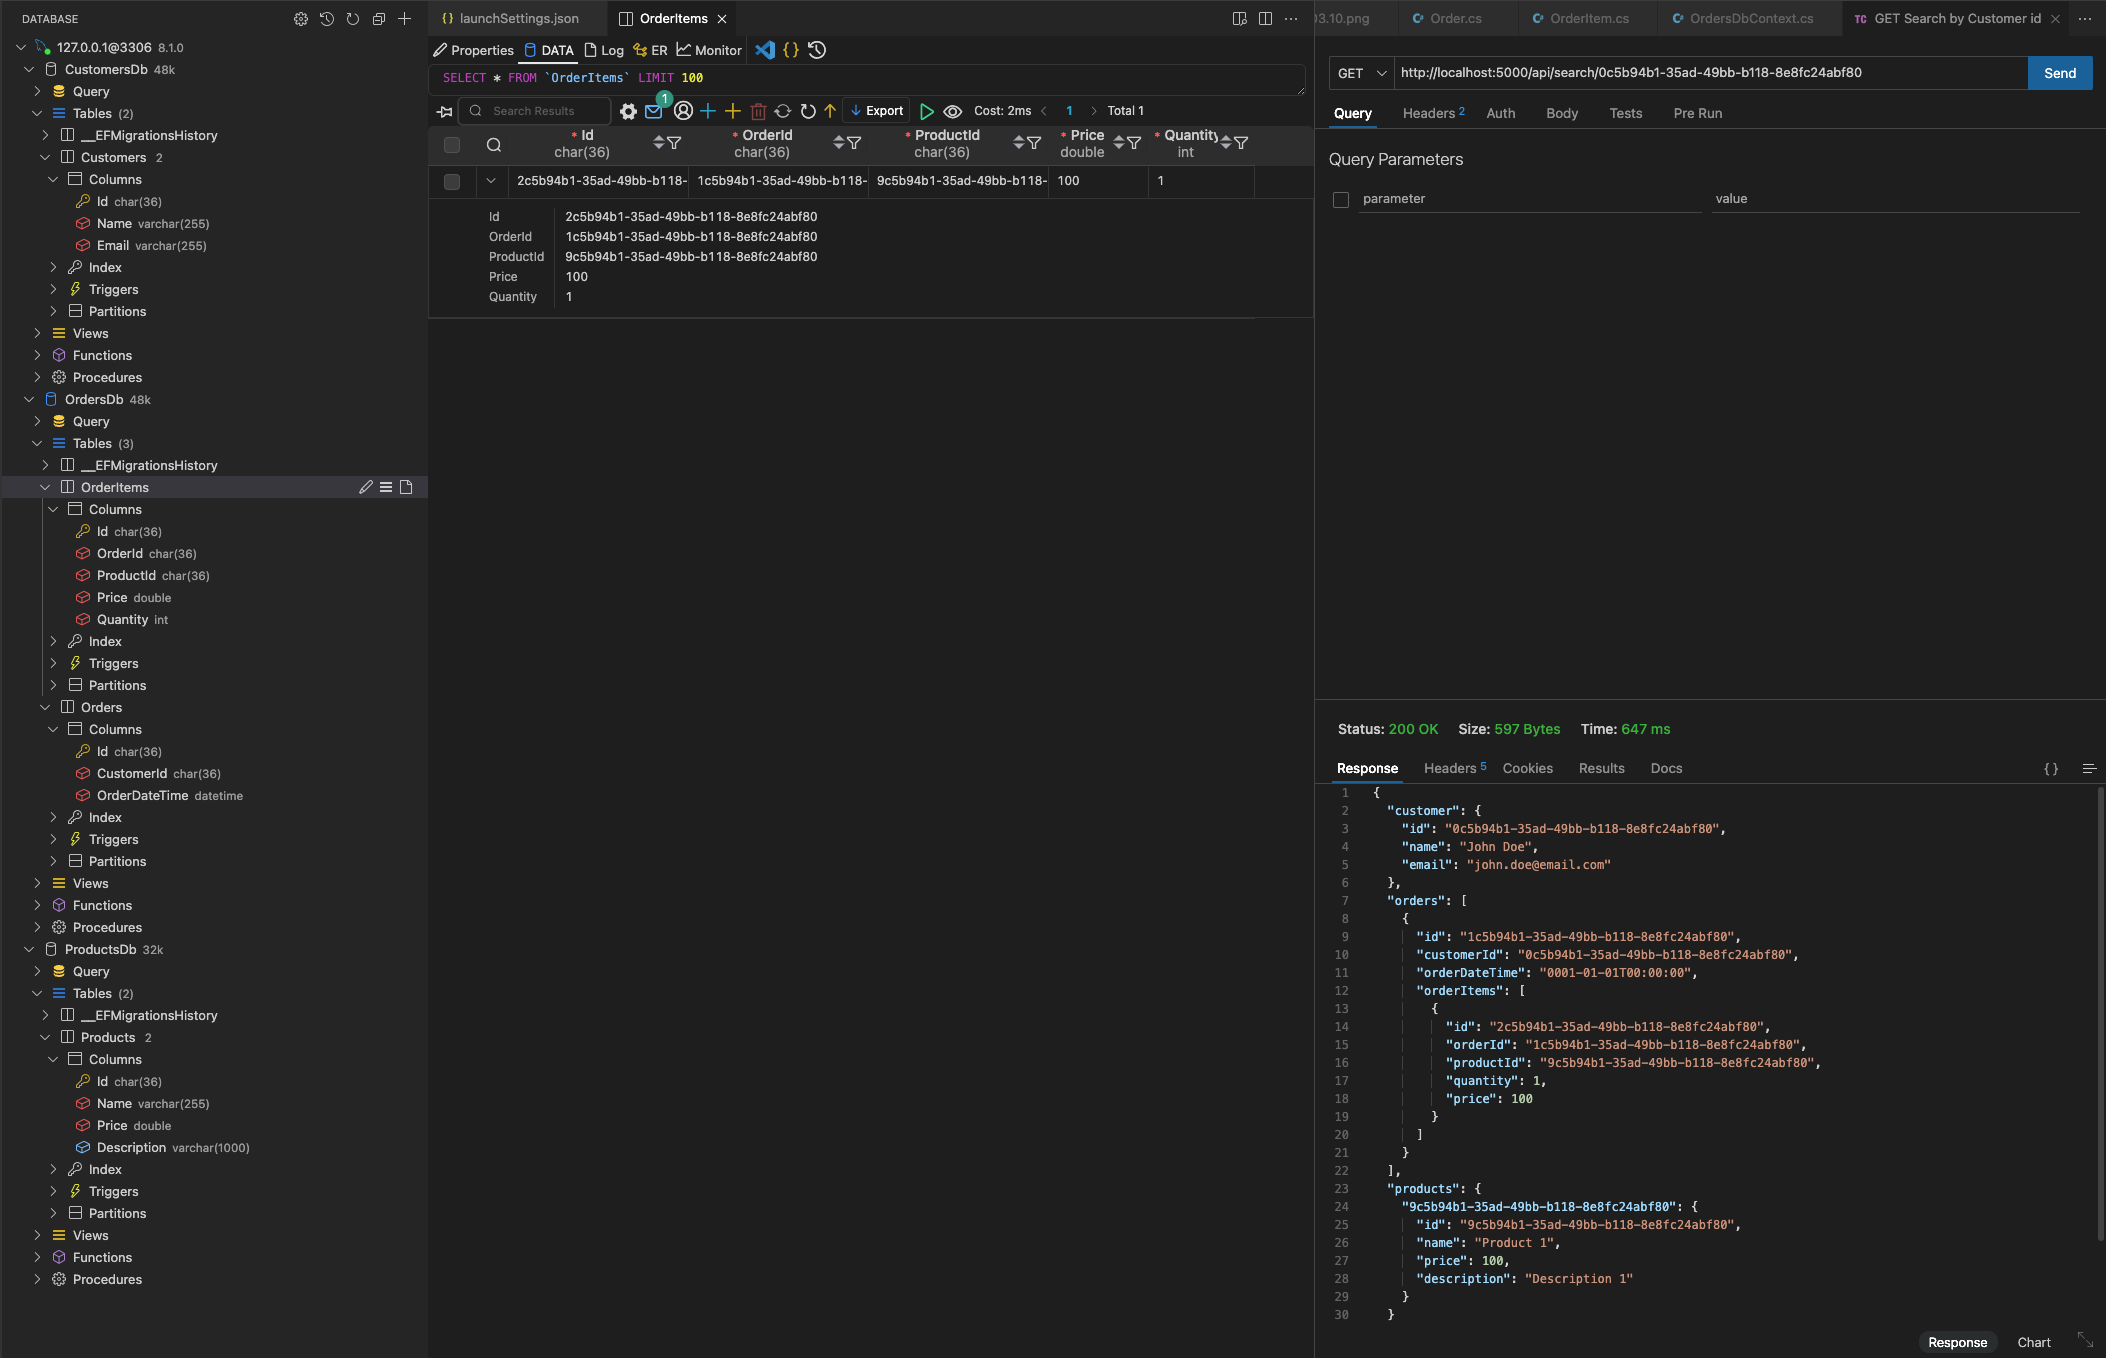 DATABASE
127.0.0.1@3306 8.1.0
CustomersDb 48k
Query
Tables (2)
__EFMigrationsHistory
Customers 2
Columns
Id char(36)
Name varchar(255)
Email varchar(255)
Index
Triggers
Partitions
Views
Functions
Procedures
OrdersDb 48k
Query
Tables (3)
__EFMigrationsHistory
OrderItems
Columns
Id char(36)
OrderId char(36)
ProductId char(36)
Price double
Quantity int
Index
Triggers
Partitions
Orders
Columns
Id char(36)
CustomerId char(36)
OrderDateTime datetime
Index
Triggers
Partitions
Views
Functions
Procedures
ProductsDb 32k
Query
Tables (2)
__EFMigrationsHistory
Products 2
Columns
Id char(36)
Name varchar(255)
Price double
Description varchar(1000)
Index
Triggers
Partitions
Views
Functions
Procedures
{} launchSettings.json
OrderItems
Properties DATA Log ER Monitor {}
SELECT * FROM `OrderItems` LIMIT 100
Search Results 1 Export Cost: 2ms 1 Total 1
* Id * OrderId * ProductId * Price * Quantity
char(36) char(36) char(36) double int
2c5b94b1-35ad-49bb-b118- 1c5b94b1-35ad-49bb-b118- 9c5b94b1-35ad-49bb-b118- 100 1
Id 2c5b94b1-35ad-49bb-b118-8e8fc24abf80
OrderId 1c5b94b1-35ad-49bb-b118-8e8fc24abf80
ProductId 9c5b94b1-35ad-49bb-b118-8e8fc24abf80
Price 100
Quantity 1
03.10.png C# Order.cs C# OrderItem.cs C# OrdersDbContext.cs TC GET Search by Customer id
GET http://localhost:5000/api/search/0c5b94b1-35ad-49bb-b118-8e8fc24abf80 Send
Query Headers 2 Auth Body Tests Pre Run
Query Parameters
parameter value
Status: 200 OK Size: 597 Bytes Time: 647 ms
Response Headers 5 Cookies Results Docs {}
1 {
2 "customer": {
3 "id": "0c5b94b1-35ad-49bb-b118-8e8fc24abf80",
4 "name": "John Doe",
5 "email": "john.doe@email.com"
6 },
7 "orders": [
8 {
9 "id": "1c5b94b1-35ad-49bb-b118-8e8fc24abf80",
10 "customerId": "0c5b94b1-35ad-49bb-b118-8e8fc24abf80",
11 "orderDateTime": "0001-01-01T00:00:00",
12 "orderItems": [
13 {
14 "id": "2c5b94b1-35ad-49bb-b118-8e8fc24abf80",
15 "orderId": "1c5b94b1-35ad-49bb-b118-8e8fc24abf80",
16 "productId": "9c5b94b1-35ad-49bb-b118-8e8fc24abf80",
17 "quantity": 1,
18 "price": 100
19 }
20 ]
21 }
22 ],
23 "products": {
24 "9c5b94b1-35ad-49bb-b118-8e8fc24abf80": {
25 "id": "9c5b94b1-35ad-49bb-b118-8e8fc24abf80",
26 "name": "Product 1",
27 "price": 100,
28 "description": "Description 1"
29 }
30 }
Response Chart